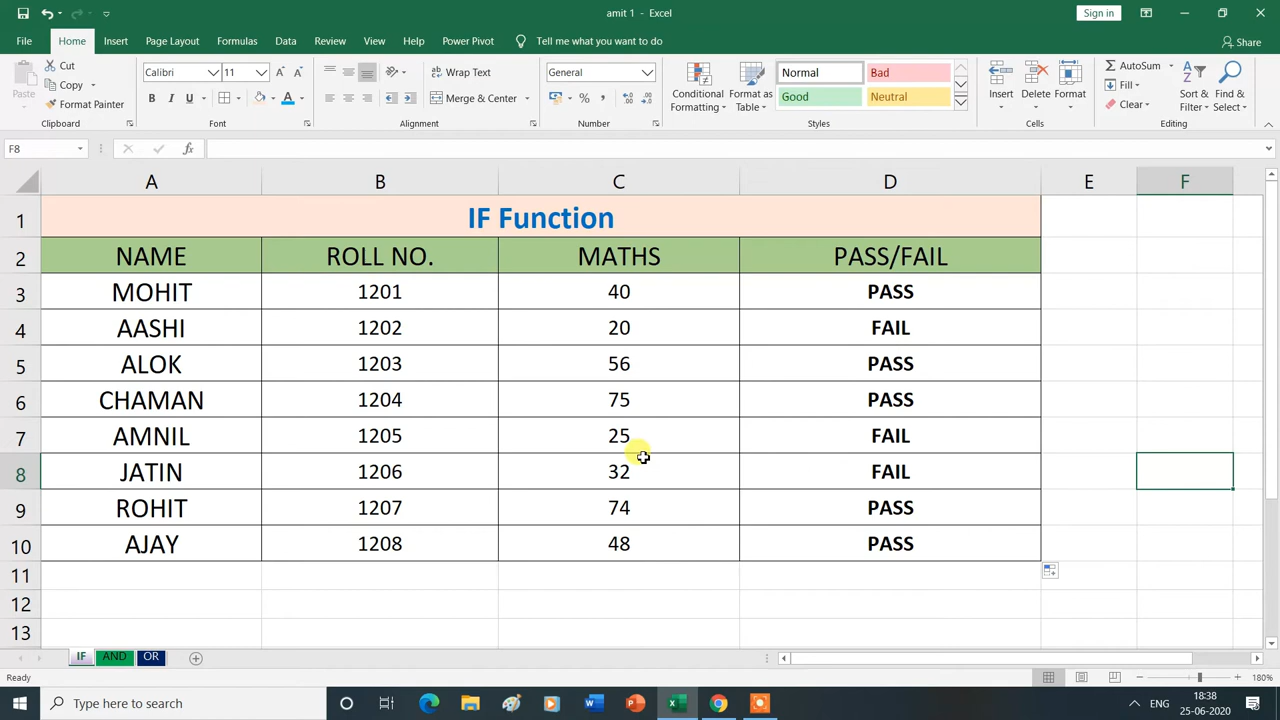 amit 1 - Excel
Sign in
File Home Insert Page Layout Formulas Data Review View Help Power Pivot Tell me what you want to do Share
Paste Cut Copy Format Painter
Calibri 11
B I U A
Wrap Text
Merge & Center
General
% ,
Conditional Formatting
Format as Table
Normal Bad
Good Neutral
Insert Delete Format
AutoSum
Fill
Clear
Sort & Filter
Find & Select
Clipboard Font Alignment Number Styles Cells Editing
F8 fx
A B C D E F
1 IF Function
2 NAME ROLL NO. MATHS PASS/FAIL
3 MOHIT 1201 40 PASS
4 AASHI 1202 20 FAIL
5 ALOK 1203 56 PASS
6 CHAMAN 1204 75 PASS
7 AMNIL 1205 25 FAIL
8 JATIN 1206 32 FAIL
9 ROHIT 1207 74 PASS
10 AJAY 1208 48 PASS
11
12
13
IF AND OR
Ready 180%
Type here to search
ENG
18:38
25-06-2020